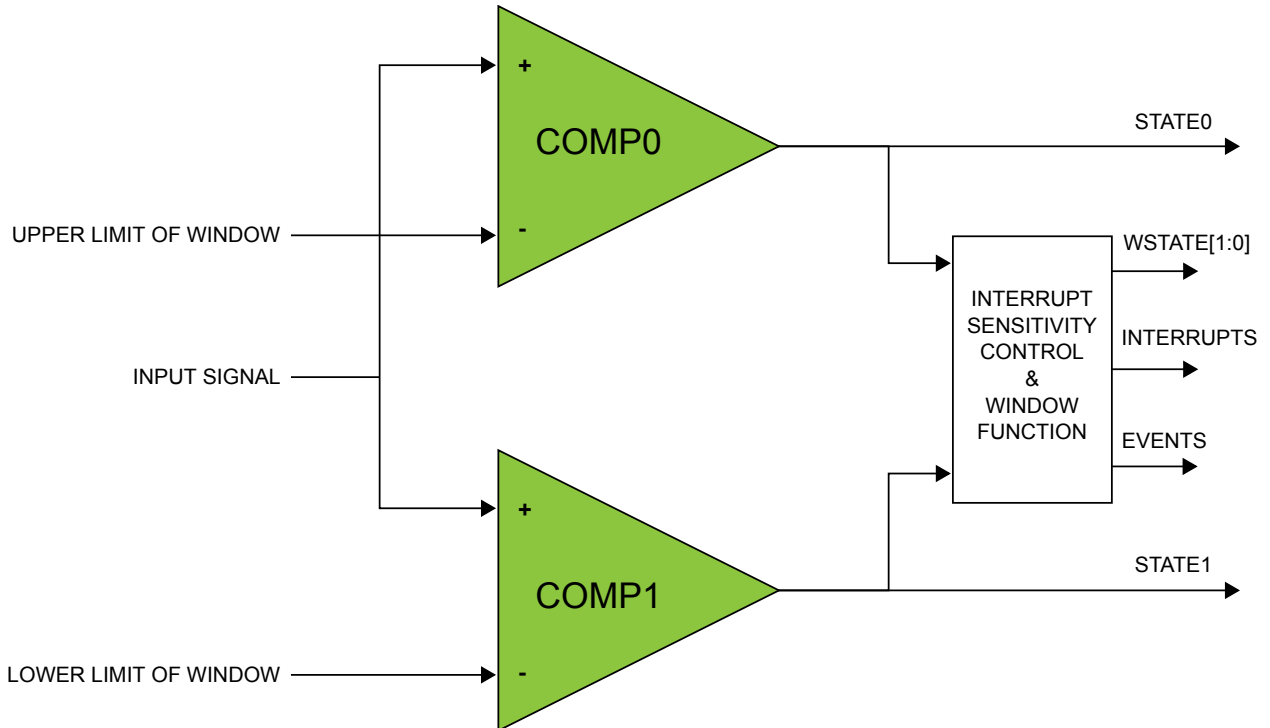 +
COMP0
STATE0
UPPER LIMIT OF WINDOW
-
WSTATE[1:0]
INTERRUPT
SENSITIVITY
CONTROL
&
WINDOW
FUNCTION
INTERRUPTS
INPUT SIGNAL
EVENTS
+
COMP1
STATE1
LOWER LIMIT OF WINDOW
-